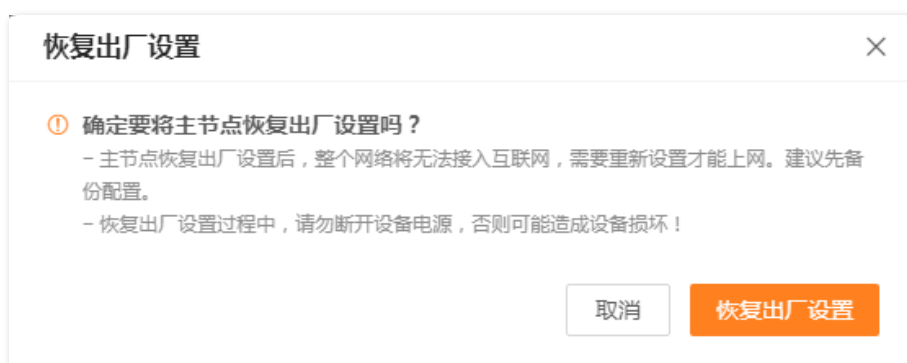 恢复出厂设置
确定要将主节点恢复出厂设置吗？
- 主节点恢复出厂设置后，整个网络将无法接入互联网，需要重新设置才能上网。建议先备
份配置。
- 恢复出厂设置过程中，请勿断开设备电源，否则可能造成设备损坏！
取消
恢复出厂设置